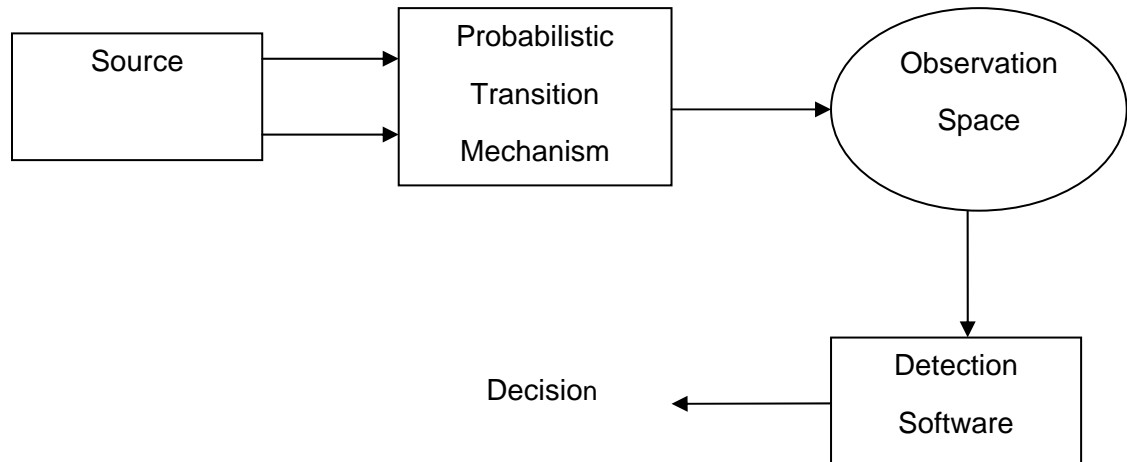 Source
Probabilistic
Transition
Mechanism
Observation
Space
Detection
Software
Decision